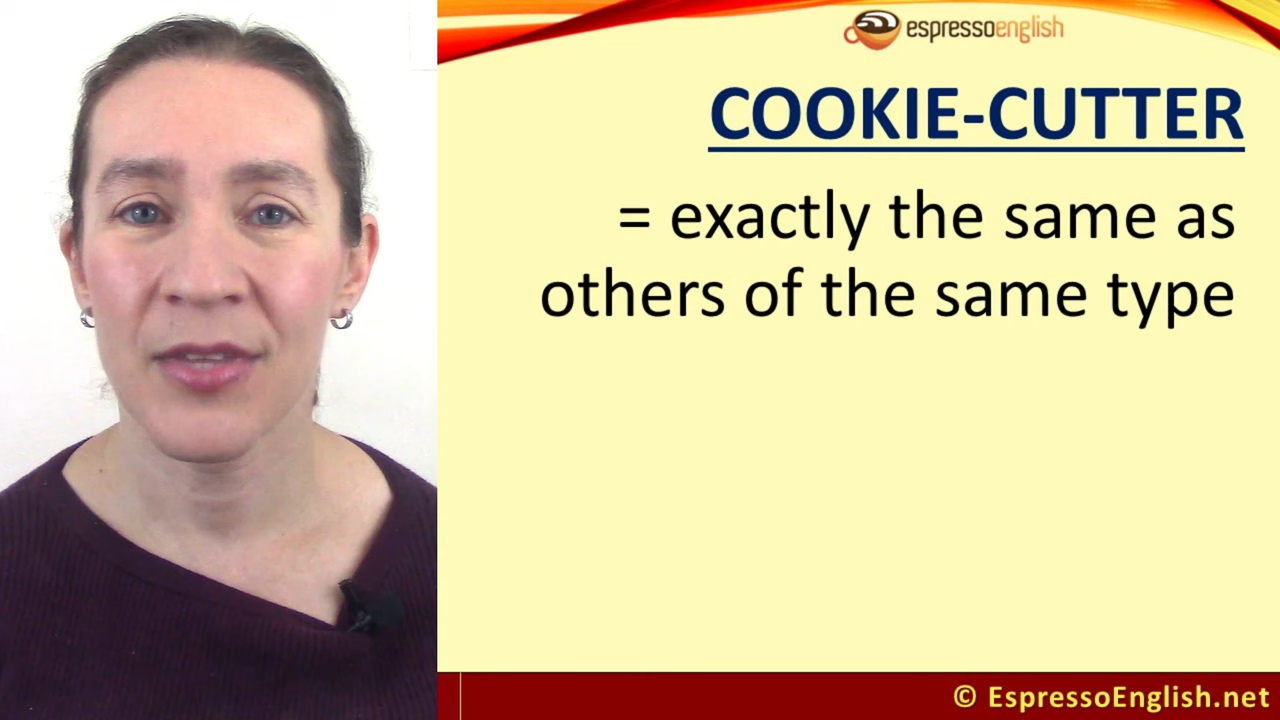 espressoenglish
COOKIE-CUTTER
= exactly the same as
others of the same type
© EspressoEnglish.net